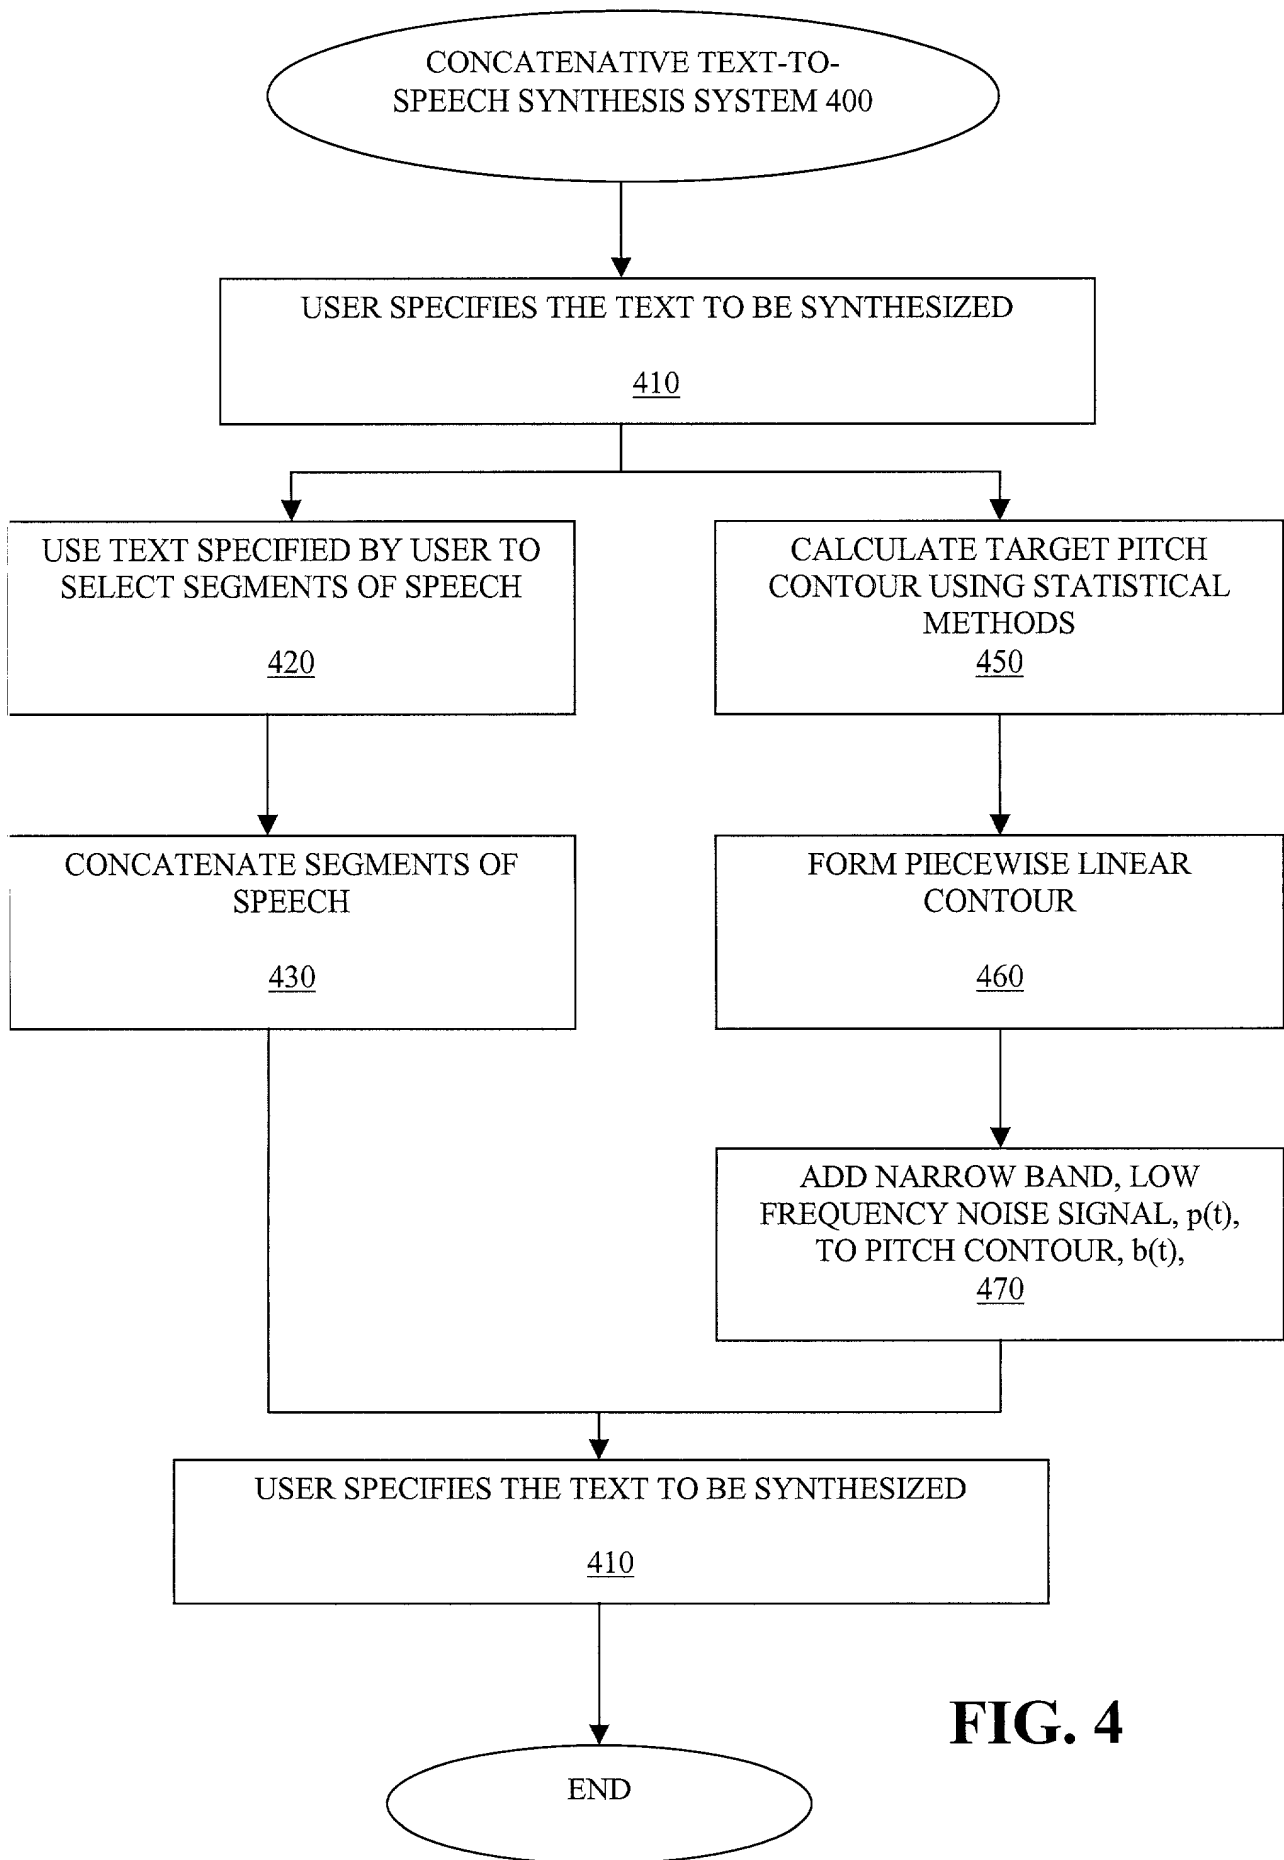 CONCATENATIVE TEXT-TO-
SPEECH SYNTHESIS SYSTEM 400
USER SPECIFIES THE TEXT TO BE SYNTHESIZED
410
USE TEXT SPECIFIED BY USER TO
SELECT SEGMENTS OF SPEECH
420
CALCULATE TARGET PITCH
CONTOUR USING STATISTICAL
METHODS
450
CONCATENATE SEGMENTS OF
SPEECH
430
FORM PIECEWISE LINEAR
CONTOUR
460
ADD NARROW BAND, LOW
FREQUENCY NOISE SIGNAL, p(t),
TO PITCH CONTOUR, b(t),
470
USER SPECIFIES THE TEXT TO BE SYNTHESIZED
410
FIG. 4
END